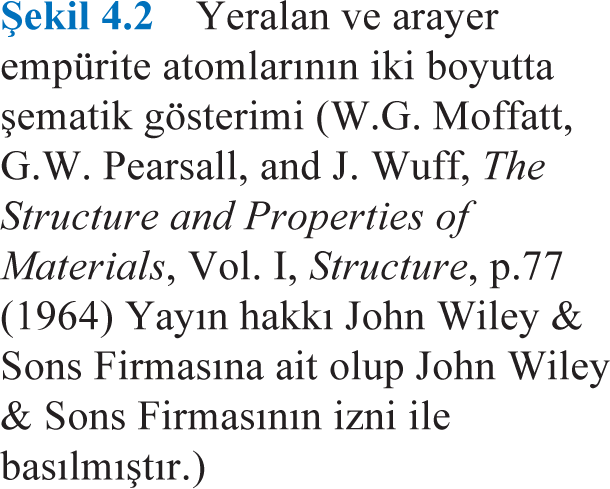 Şekil 4.2 Yeralan ve arayer
empürite atomlarının iki boyutta
şematik gösterimi (W.G. Moffatt,
G.W. Pearsall, and J. Wuff, The
Structure and Properties of
Materials, Vol. I, Structure, p.77
(1964) Yayın hakkı John Wiley &
Sons Firmasına ait olup John Wiley
& Sons Firmasının izni ile
basılmıştır.)